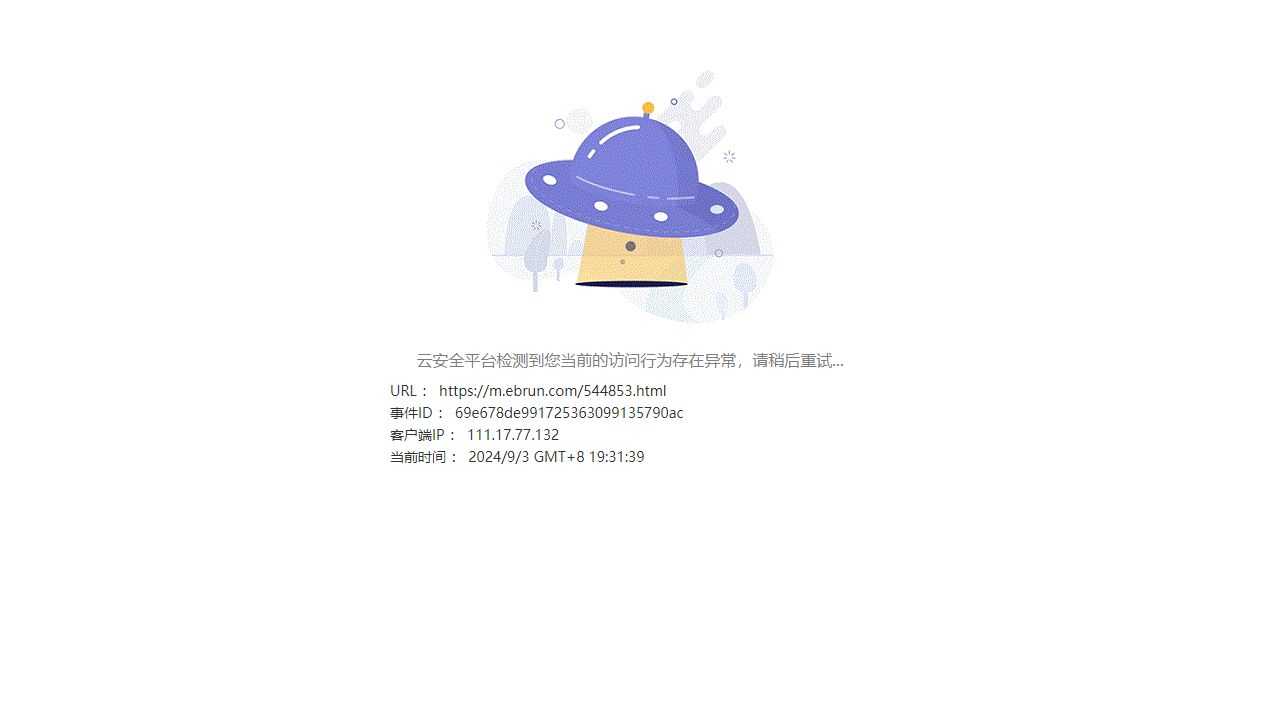 云安全平台检测到您当前的访问行为存在异常，请稍后重试...
URL： https://m.ebrun.com/544853.html
事件ID： 69e678de991725363099135790ac
客户端IP： 111.17.77.132
当前时间： 2024/9/3 GMT+8 19:31:39